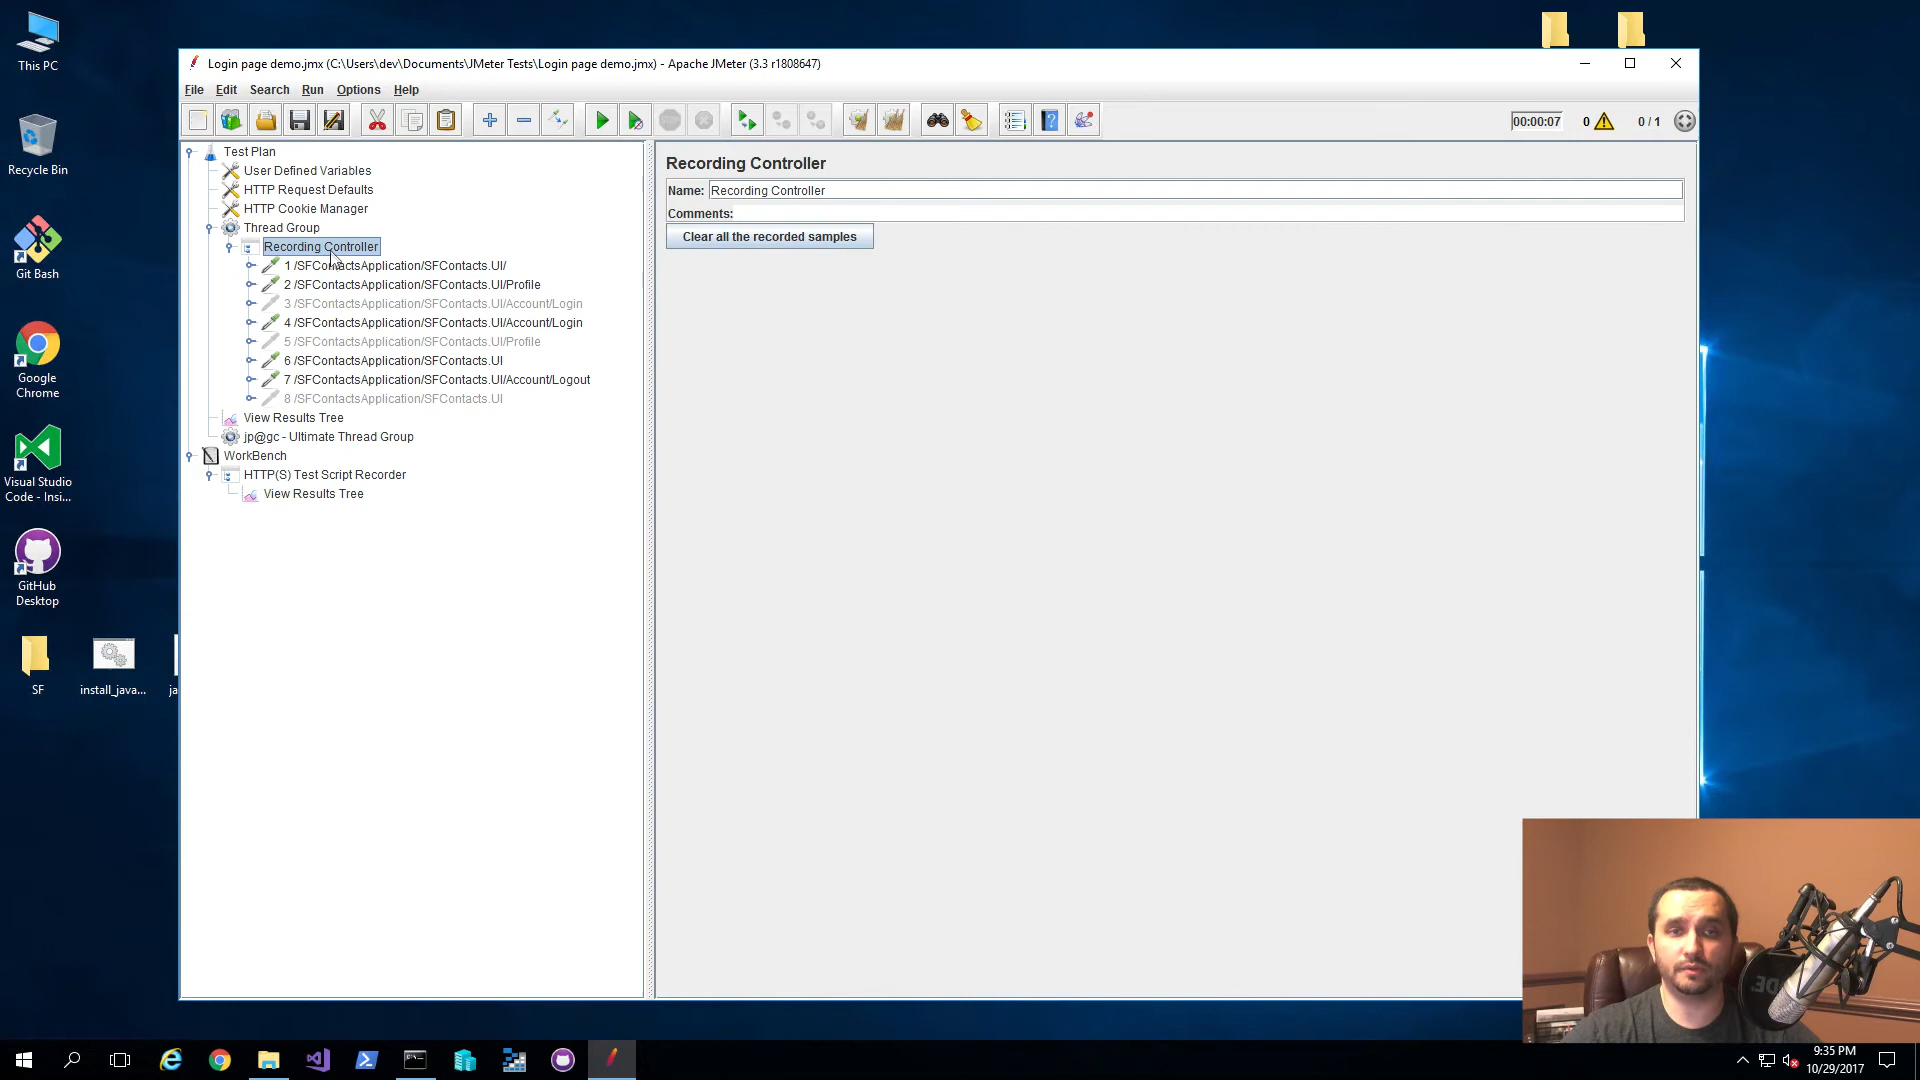 This PC
Recycle Bin
Git Bash
Google
Chrome
Visual Studio
Code - Insi...
GitHub
Desktop
SF
install_java...
ja
Login page demo.jmx (C:\Users\dev\Documents\JMeter Tests\Login page demo.jmx) - Apache JMeter (3.3 r1808647)
File Edit Search Run Options Help
00:00:07 0 0 / 1
Test Plan
User Defined Variables
HTTP Request Defaults
HTTP Cookie Manager
Thread Group
Recording Controller
1 /SFContactsApplication/SFContacts.UI/
2 /SFContactsApplication/SFContacts.UI/Profile
3 /SFContactsApplication/SFContacts.UI/Account/Login
4 /SFContactsApplication/SFContacts.UI/Account/Login
5 /SFContactsApplication/SFContacts.UI/Profile
6 /SFContactsApplication/SFContacts.UI
7 /SFContactsApplication/SFContacts.UI/Account/Logout
8 /SFContactsApplication/SFContacts.UI
View Results Tree
jp@gc - Ultimate Thread Group
WorkBench
HTTP(S) Test Script Recorder
View Results Tree
Recording Controller
Name: Recording Controller
Comments:
Clear all the recorded samples
9:35 PM
10/29/2017